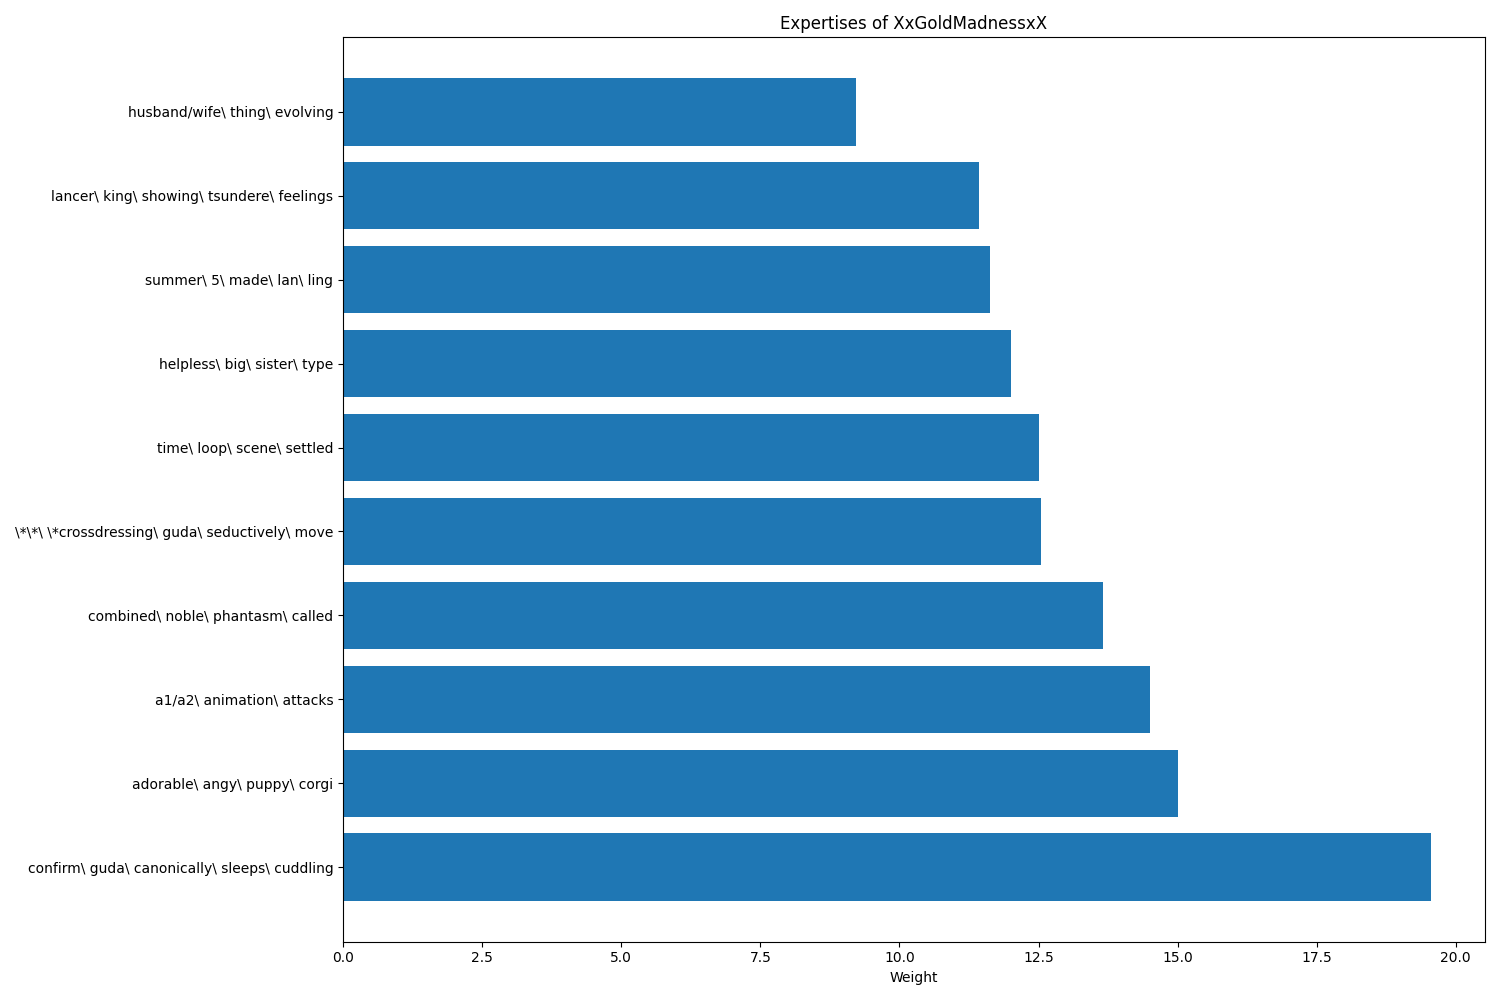 Expertises of XxGoldMadnessxX
husband/wife\ thing\ evolving
lancer\ king\ showing\ tsundere\ feelings
summer\ 5\ made\ lan\ ling
helpless\ big\ sister\ type
time\ loop\ scene\ settled
\*\*\ \*crossdressing\ guda\ seductively\ move
combined\ noble\ phantasm\ called
a1/a2\ animation\ attacks
adorable\ angy\ puppy\ corgi
confirm\ guda\ canonically\ sleeps\ cuddling
0.0 2.5 5.0 7.5 10.0 12.5 15.0 17.5 20.0
Weight